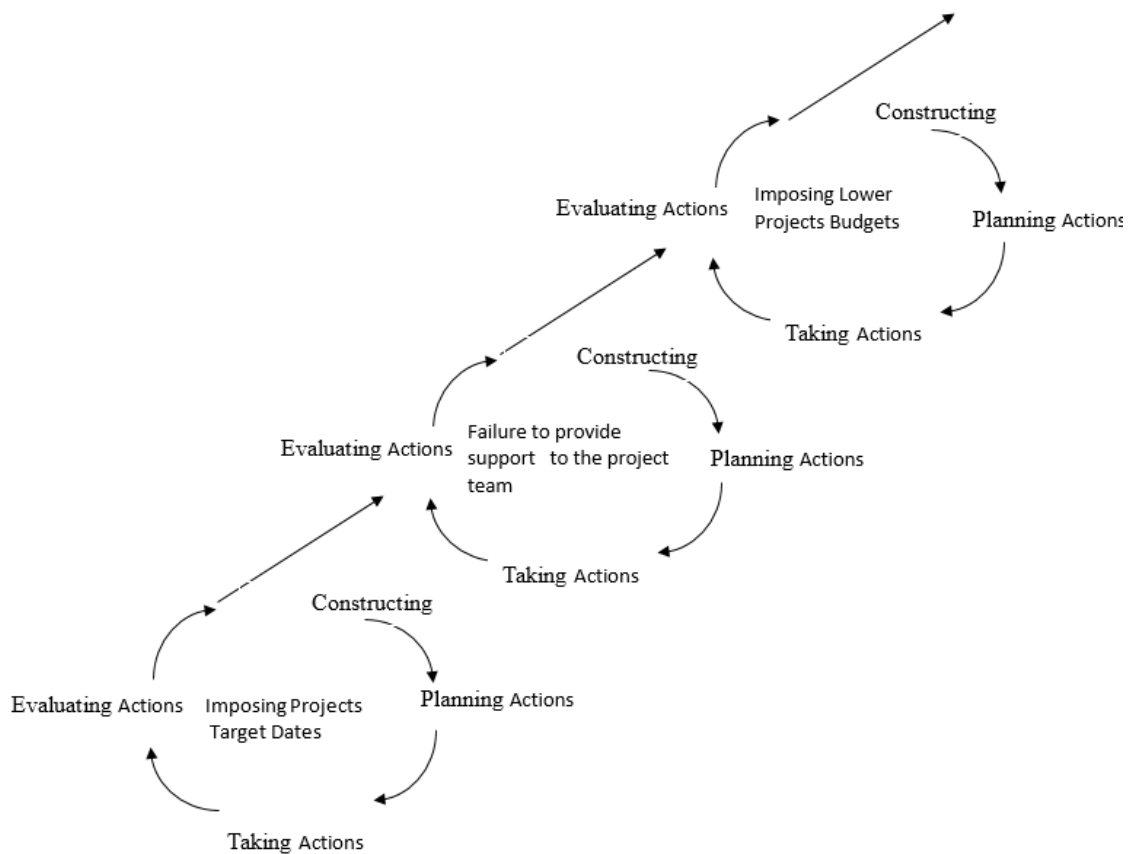 Constructing
Evaluating Actions
Imposing Lower
Projects Budgets
Planning Actions
Taking Actions
Constructing
Evaluating Actions
Failure to provide
support to the project
team
Planning Actions
Taking Actions
Constructing
Evaluating Actions
Imposing Projects
Target Dates
Planning Actions
Taking Actions